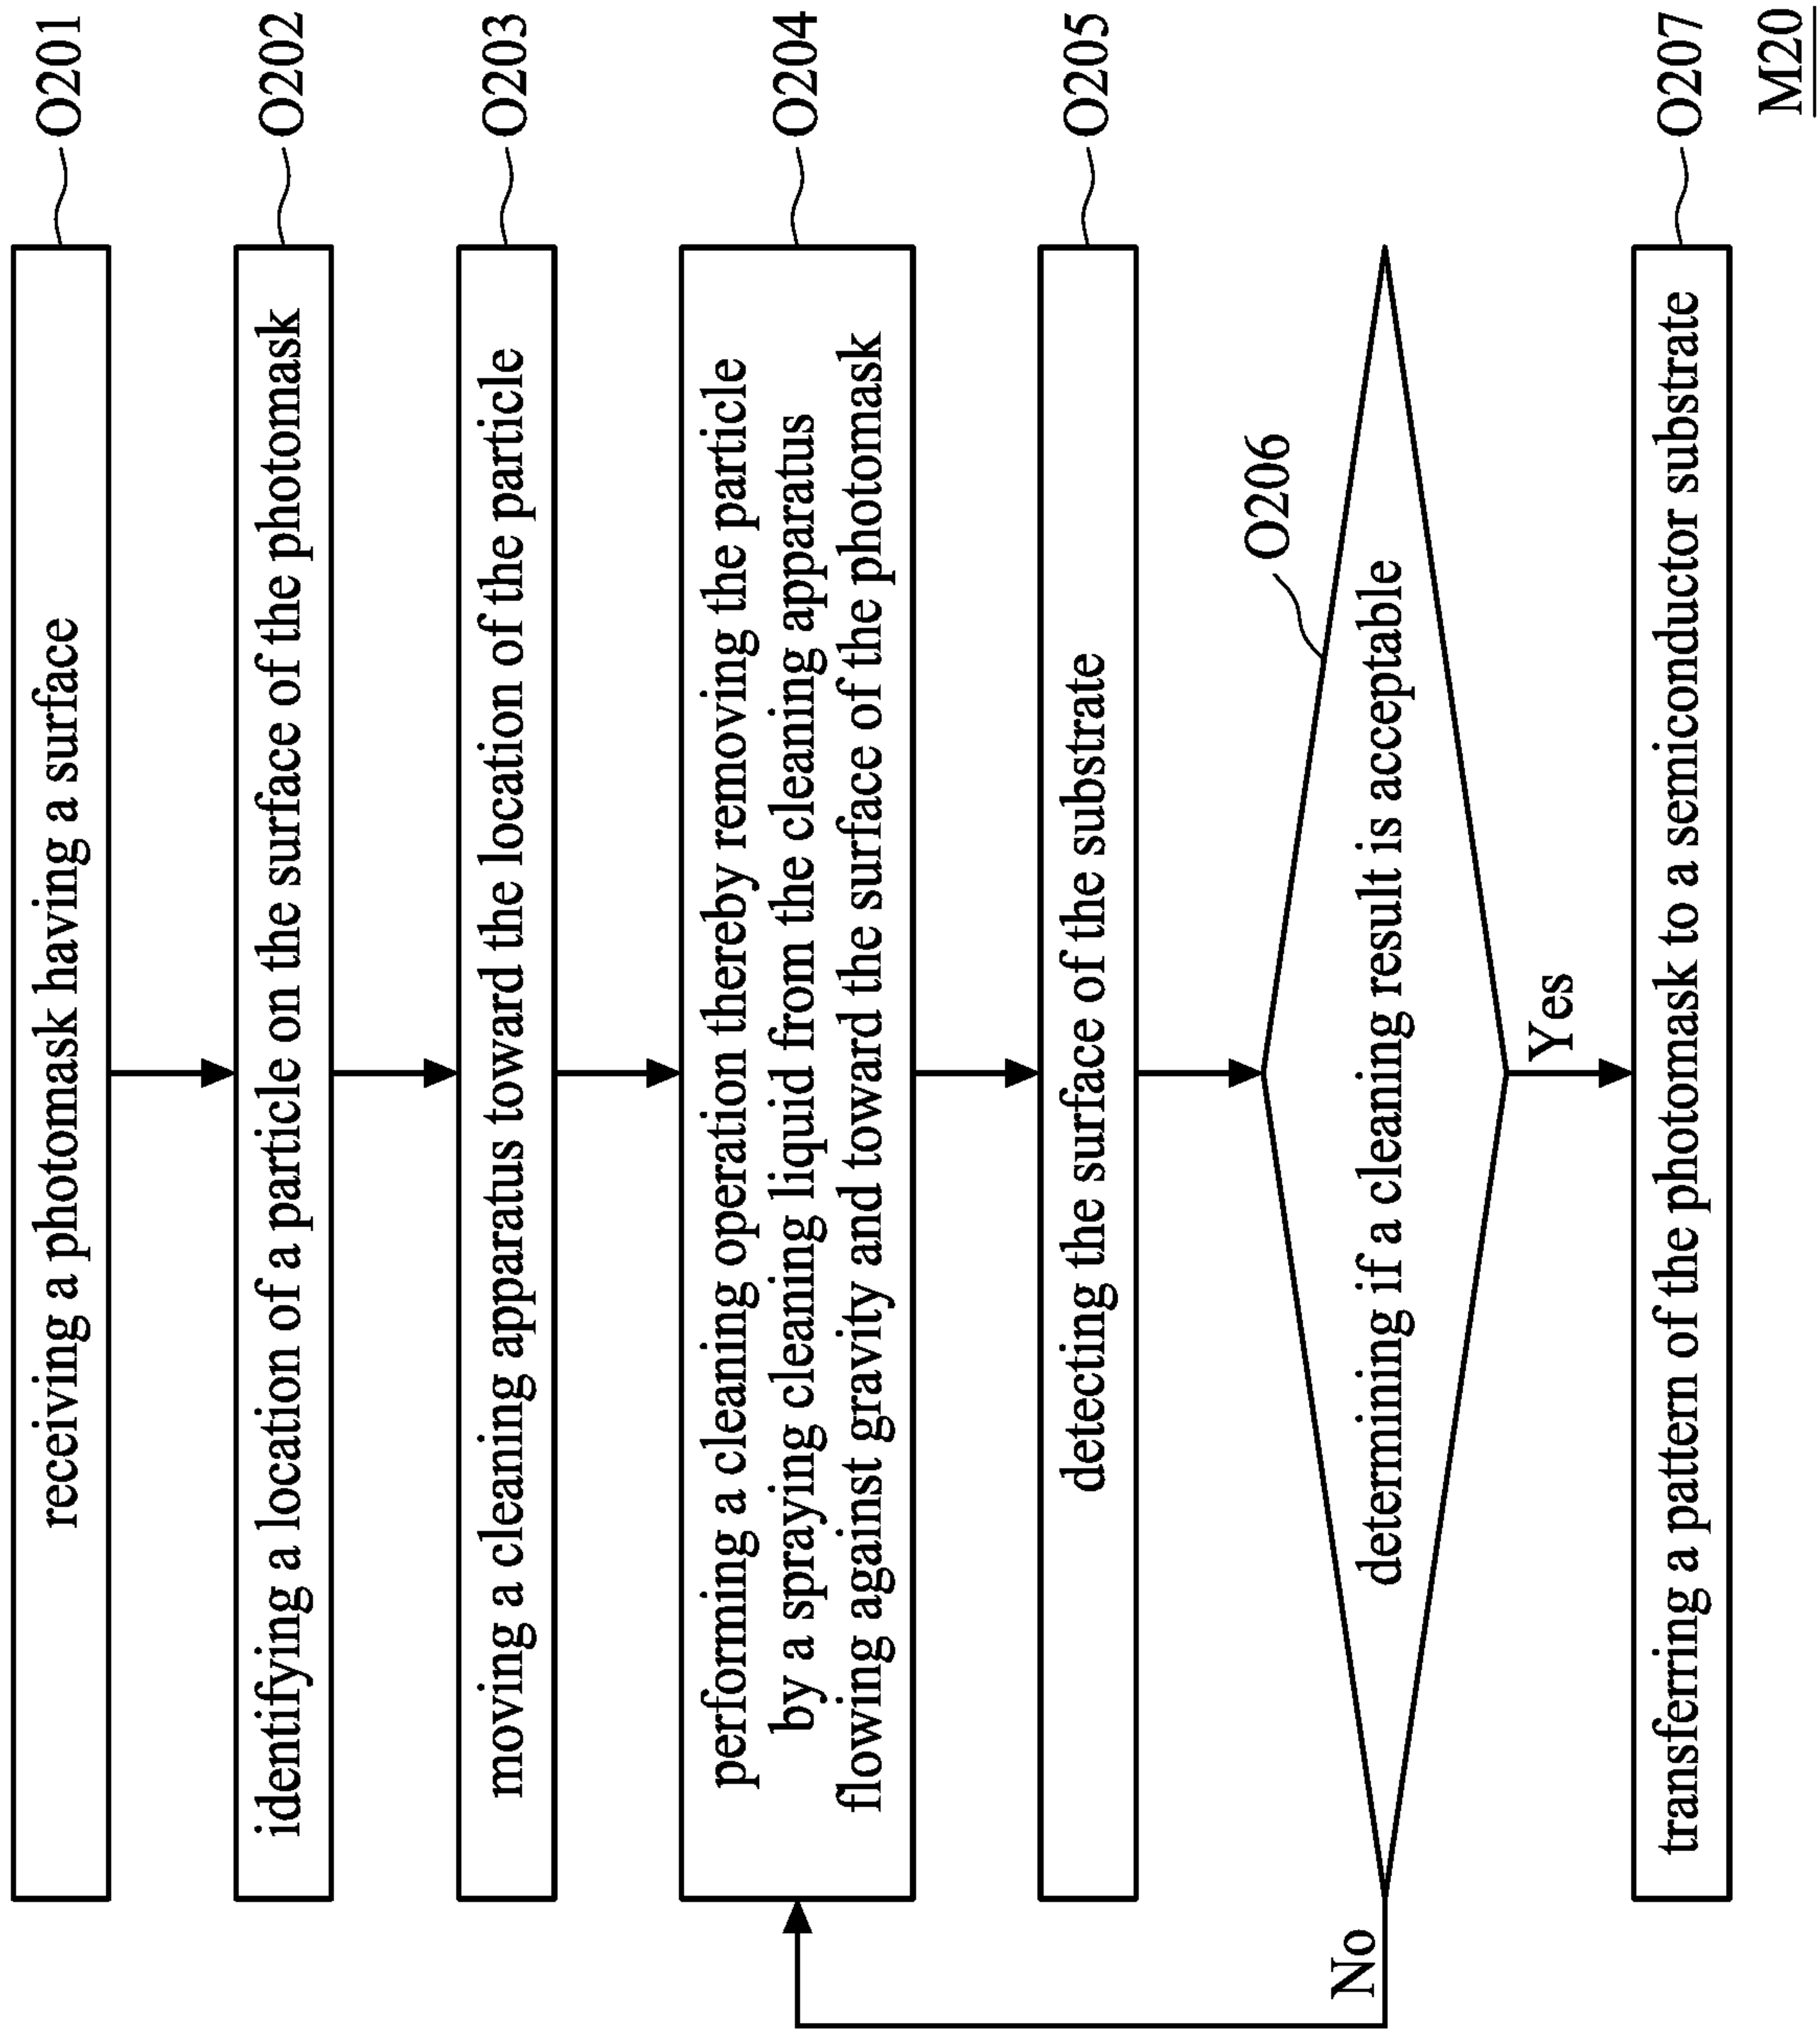 receiving a photomask having a surface
O201
identifying a location of a particle on the surface of the photomask
O202
moving a cleaning apparatus toward the location of the particle
O203
performing a cleaning operation thereby removing the particle
by a spraying cleaning liquid from the cleaning apparatus
flowing against gravity and toward the surface of the photomask
O204
detecting the surface of the substrate
O205
O206
determining if a cleaning result is acceptable
No
Yes
transferring a pattern of the photomask to a semiconductor substrate
O207
M20